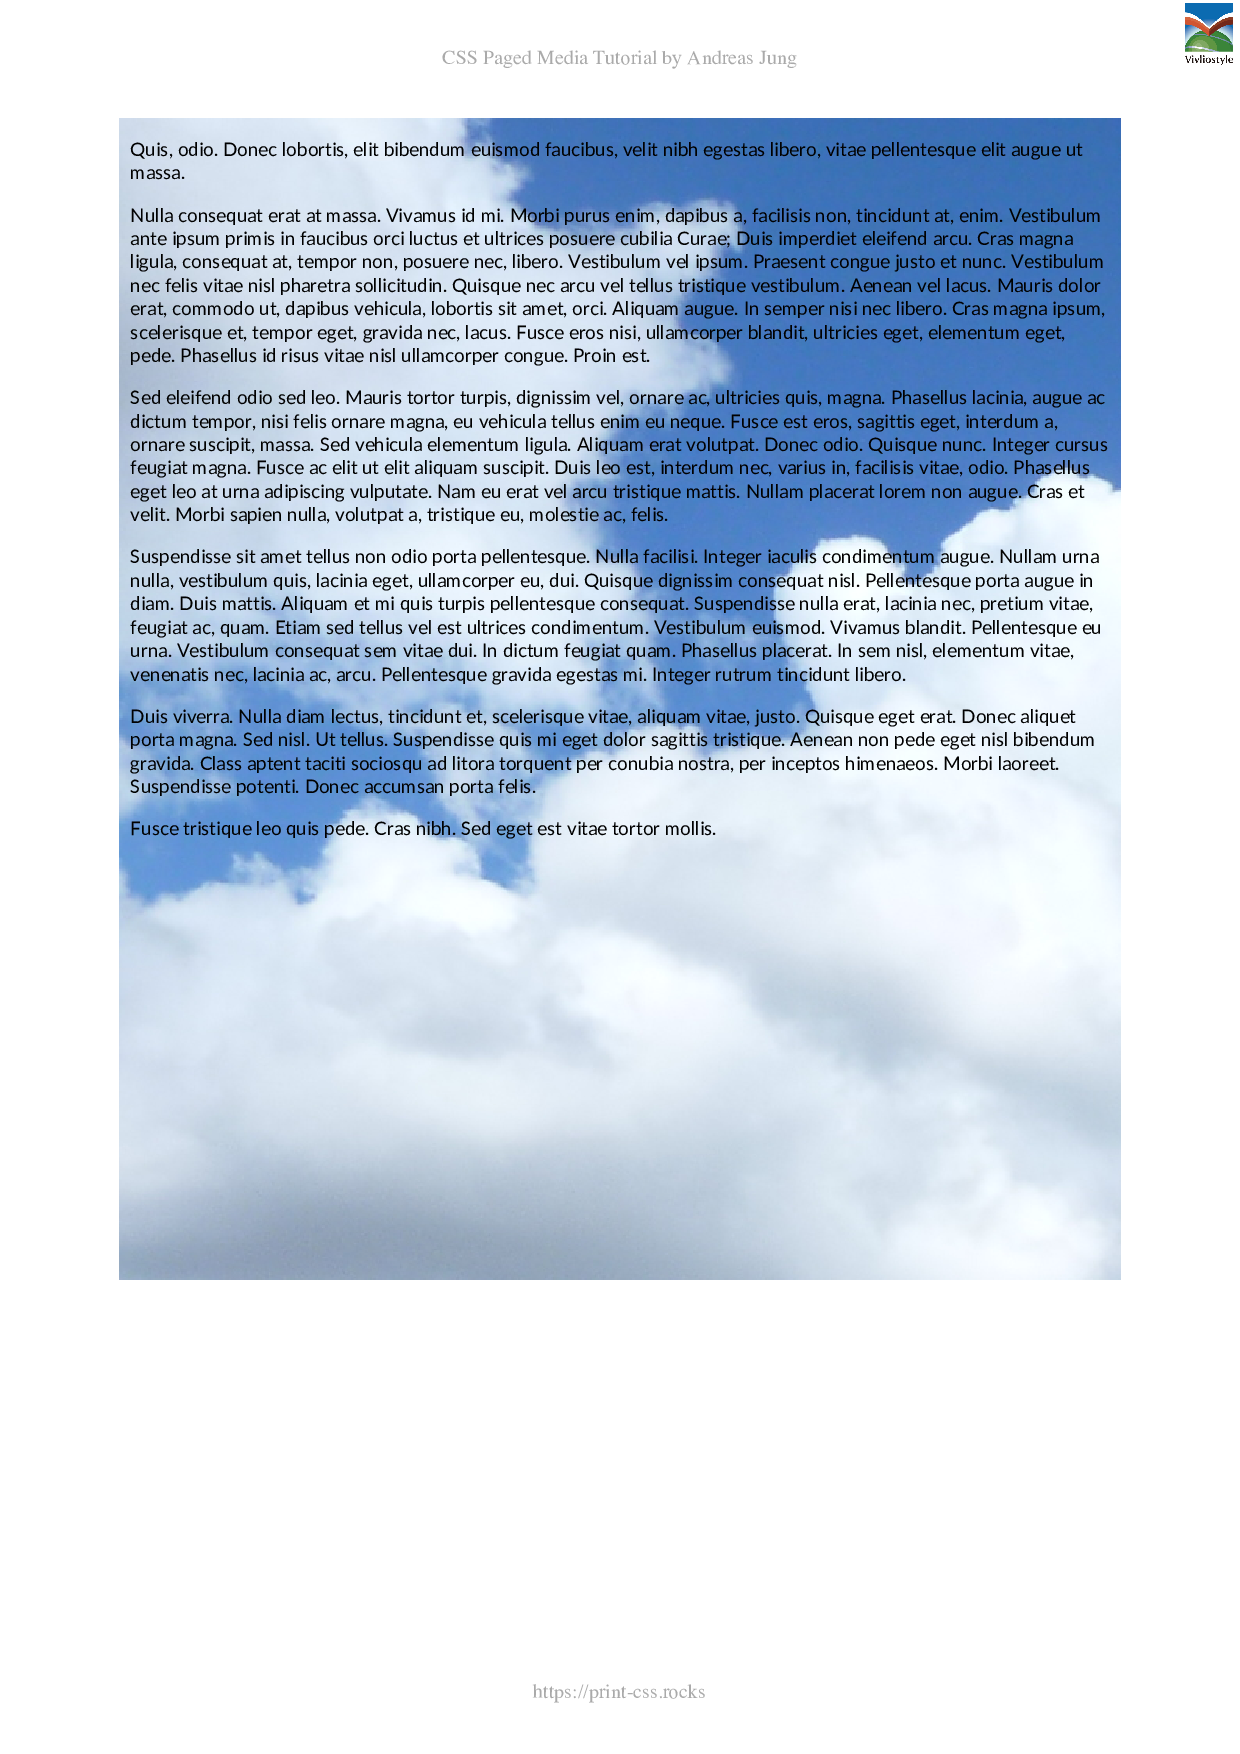 CSS Paged Media Tutorial by Andreas Jung
Vivliostyle
Quis, odio. Donec lobortis, elit bibendum euismod faucibus, velit nibh egestas libero, vitae pellentesque elit augue ut
massa.
Nulla consequat erat at massa. Vivamus id mi. Morbi purus enim, dapibus a, facilisis non, tincidunt at, enim. Vestibulum
ante ipsum primis in faucibus orci luctus et ultrices posuere cubilia Curae; Duis imperdiet eleifend arcu. Cras magna
ligula, consequat at, tempor non, posuere nec, libero. Vestibulum vel ipsum. Praesent congue justo et nunc. Vestibulum
nec felis vitae nisl pharetra sollicitudin. Quisque nec arcu vel tellus tristique vestibulum. Aenean vel lacus. Mauris dolor
erat, commodo ut, dapibus vehicula, lobortis sit amet, orci. Aliquam augue. In semper nisi nec libero. Cras magna ipsum,
scelerisque et, tempor eget, gravida nec, lacus. Fusce eros nisi, ullamcorper blandit, ultricies eget, elementum eget,
pede. Phasellus id risus vitae nisl ullamcorper congue. Proin est.
Sed eleifend odio sed leo. Mauris tortor turpis, dignissim vel, ornare ac, ultricies quis, magna. Phasellus lacinia, augue ac
dictum tempor, nisi felis ornare magna, eu vehicula tellus enim eu neque. Fusce est eros, sagittis eget, interdum a,
ornare suscipit, massa. Sed vehicula elementum ligula. Aliquam erat volutpat. Donec odio. Quisque nunc. Integer cursus
feugiat magna. Fusce ac elit ut elit aliquam suscipit. Duis leo est, interdum nec, varius in, facilisis vitae, odio. Phasellus
eget leo at urna adipiscing vulputate. Nam eu erat vel arcu tristique mattis. Nullam placerat lorem non augue. Cras et
velit. Morbi sapien nulla, volutpat a, tristique eu, molestie ac, felis.
Suspendisse sit amet tellus non odio porta pellentesque. Nulla facilisi. Integer iaculis condimentum augue. Nullam urna
nulla, vestibulum quis, lacinia eget, ullamcorper eu, dui. Quisque dignissim consequat nisl. Pellentesque porta augue in
diam. Duis mattis. Aliquam et mi quis turpis pellentesque consequat. Suspendisse nulla erat, lacinia nec, pretium vitae,
feugiat ac, quam. Etiam sed tellus vel est ultrices condimentum. Vestibulum euismod. Vivamus blandit. Pellentesque eu
urna. Vestibulum consequat sem vitae dui. In dictum feugiat quam. Phasellus placerat. In sem nisl, elementum vitae,
venenatis nec, lacinia ac, arcu. Pellentesque gravida egestas mi. Integer rutrum tincidunt libero.
Duis viverra. Nulla diam lectus, tincidunt et, scelerisque vitae, aliquam vitae, justo. Quisque eget erat. Donec aliquet
porta magna. Sed nisl. Ut tellus. Suspendisse quis mi eget dolor sagittis tristique. Aenean non pede eget nisl bibendum
gravida. Class aptent taciti sociosqu ad litora torquent per conubia nostra, per inceptos himenaeos. Morbi laoreet.
Suspendisse potenti. Donec accumsan porta felis.
Fusce tristique leo quis pede. Cras nibh. Sed eget est vitae tortor mollis.
https://print-css.rocks